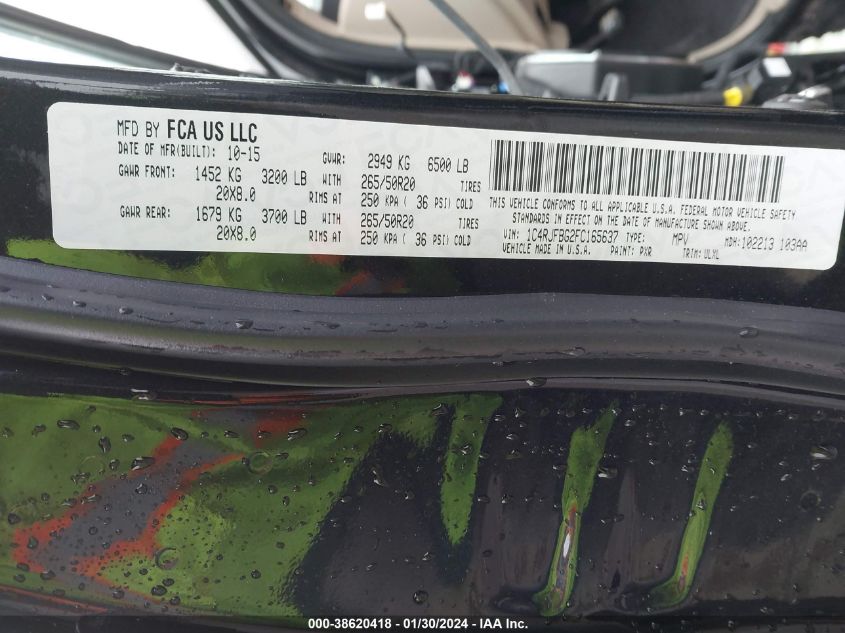 MFD BY FCA US LLC
DATE OF MFR(BUILT): 10-15 GVWR: 2949 KG 6500 LB
GAWR FRONT: 1452 KG 3200 LB WITH 265/50R20 TIRES
20X8.0 RIMS AT 250 KPA ( 36 PSI) COLD
GAWR REAR: 1679 KG 3700 LB WITH 265/50R20 TIRES
20X8.0 RIMS AT 250 KPA ( 36 PSI) COLD
THIS VEHICLE CONFORMS TO ALL APPLICABLE U.S.A. FEDERAL MOTOR VEHICLE SAFETY
STANDARDS IN EFFECT ON THE DATE OF MANUFACTURE SHOWN ABOVE.
VIN: 1C4RJFBG2FC165637 TYPE: MPV MDH: 102213 103AA
VEHICLE MADE IN U.S.A. PAINT: PXR TRIM: ULXL
000-38620418 - 01/30/2024 - IAA Inc.